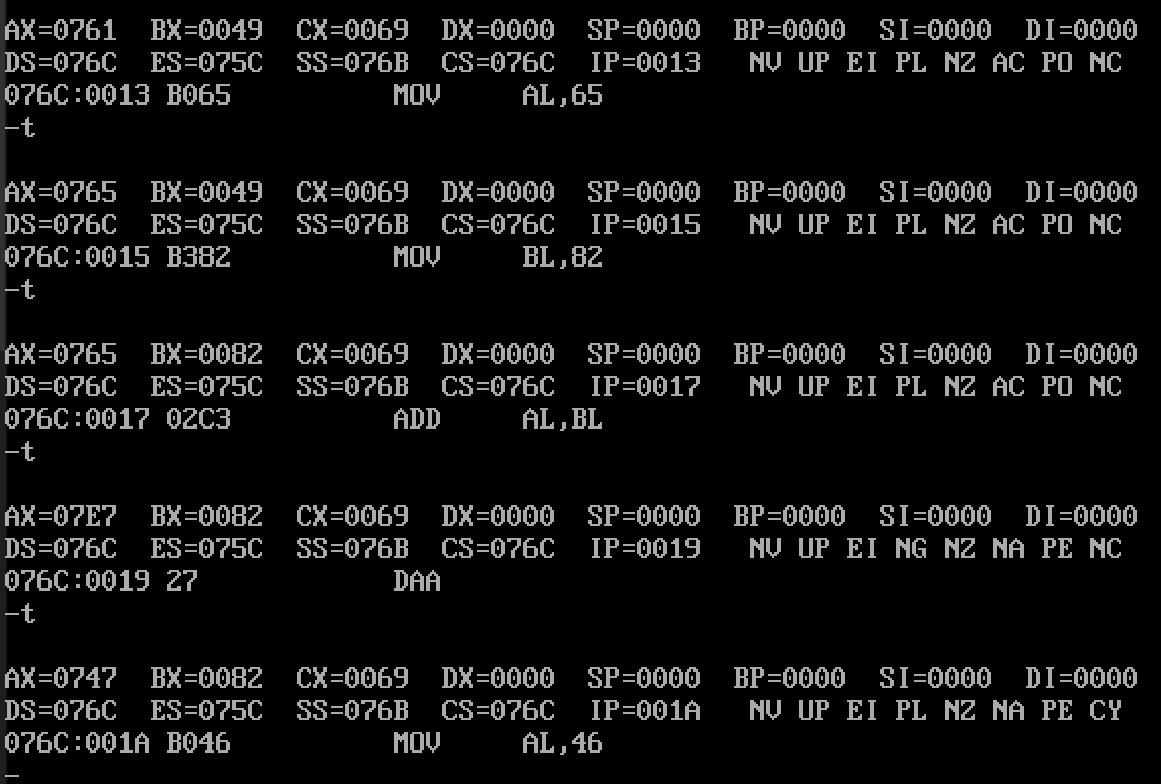 AX=0761  BX=0049  CX=0069  DX=0000  SP=0000  BP=0000  SI=0000  DI=0000
DS=076C  ES=075C  SS=076B  CS=076C  IP=0013   NV UP EI PL NZ AC PO NC
076C:0013 B065          MOV     AL,65
-t
AX=0765  BX=0049  CX=0069  DX=0000  SP=0000  BP=0000  SI=0000  DI=0000
DS=076C  ES=075C  SS=076B  CS=076C  IP=0015   NV UP EI PL NZ AC PO NC
076C:0015 B382          MOV     BL,82
-t
AX=0765  BX=0082  CX=0069  DX=0000  SP=0000  BP=0000  SI=0000  DI=0000
DS=076C  ES=075C  SS=076B  CS=076C  IP=0017   NV UP EI PL NZ AC PO NC
076C:0017 02C3          ADD     AL,BL
-t
AX=07E7  BX=0082  CX=0069  DX=0000  SP=0000  BP=0000  SI=0000  DI=0000
DS=076C  ES=075C  SS=076B  CS=076C  IP=0019   NV UP EI NG NZ NA PE NC
076C:0019 27            DAA
-t
AX=0747  BX=0082  CX=0069  DX=0000  SP=0000  BP=0000  SI=0000  DI=0000
DS=076C  ES=075C  SS=076B  CS=076C  IP=001A   NV UP EI PL NZ NA PE CY
076C:001A B046          MOV     AL,46
-